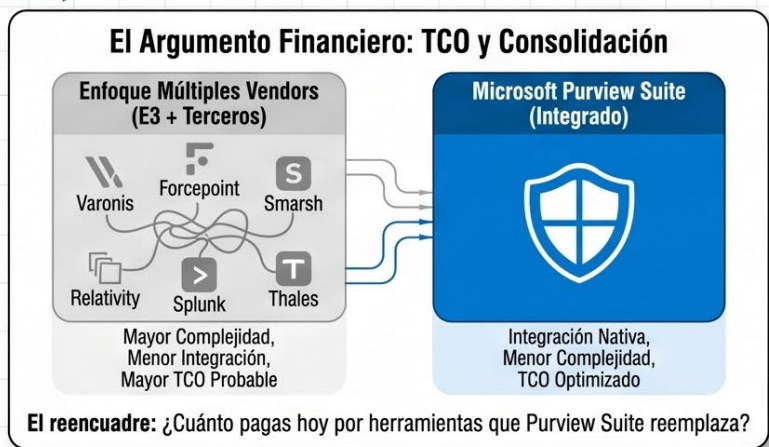 El Argumento Financiero: TCO y Consolidación
Enfoque Múltiples Vendors
(E3 + Terceros)
Varonis
Forcepoint
S
Smarsh
Relativity
>
Splunk
T
Thales
Mayor Complejidad,
Menor Integración,
Mayor TCO Probable
Microsoft Purview Suite
(Integrado)
Integración Nativa,
Menor Complejidad,
TCO Optimizado
El reencuadre: ¿Cuánto pagas hoy por herramientas que Purview Suite reemplaza?